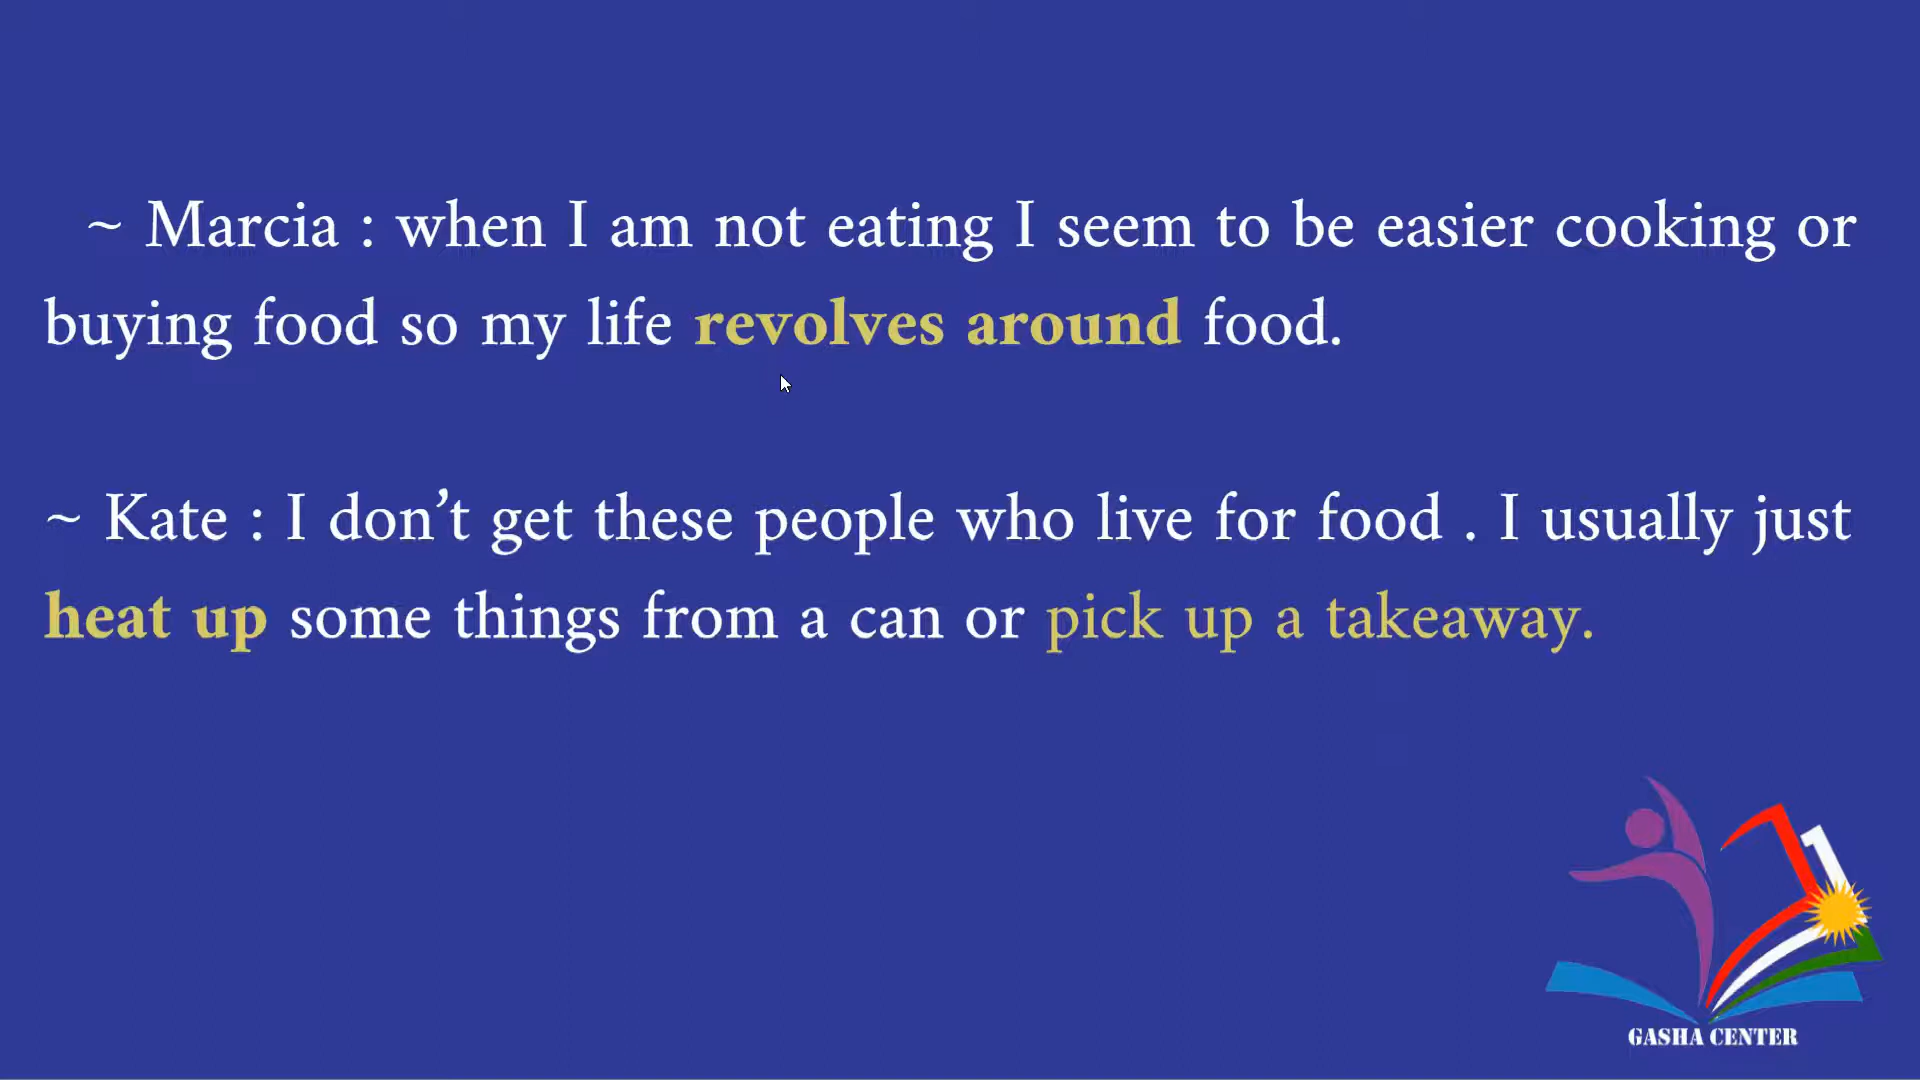 ~ Marcia : when I am not eating I seem to be easier cooking or
buying food so my life revolves around food.
~ Kate : I don’t get these people who live for food . I usually just
heat up some things from a can or pick up a takeaway.
GASHA CENTER